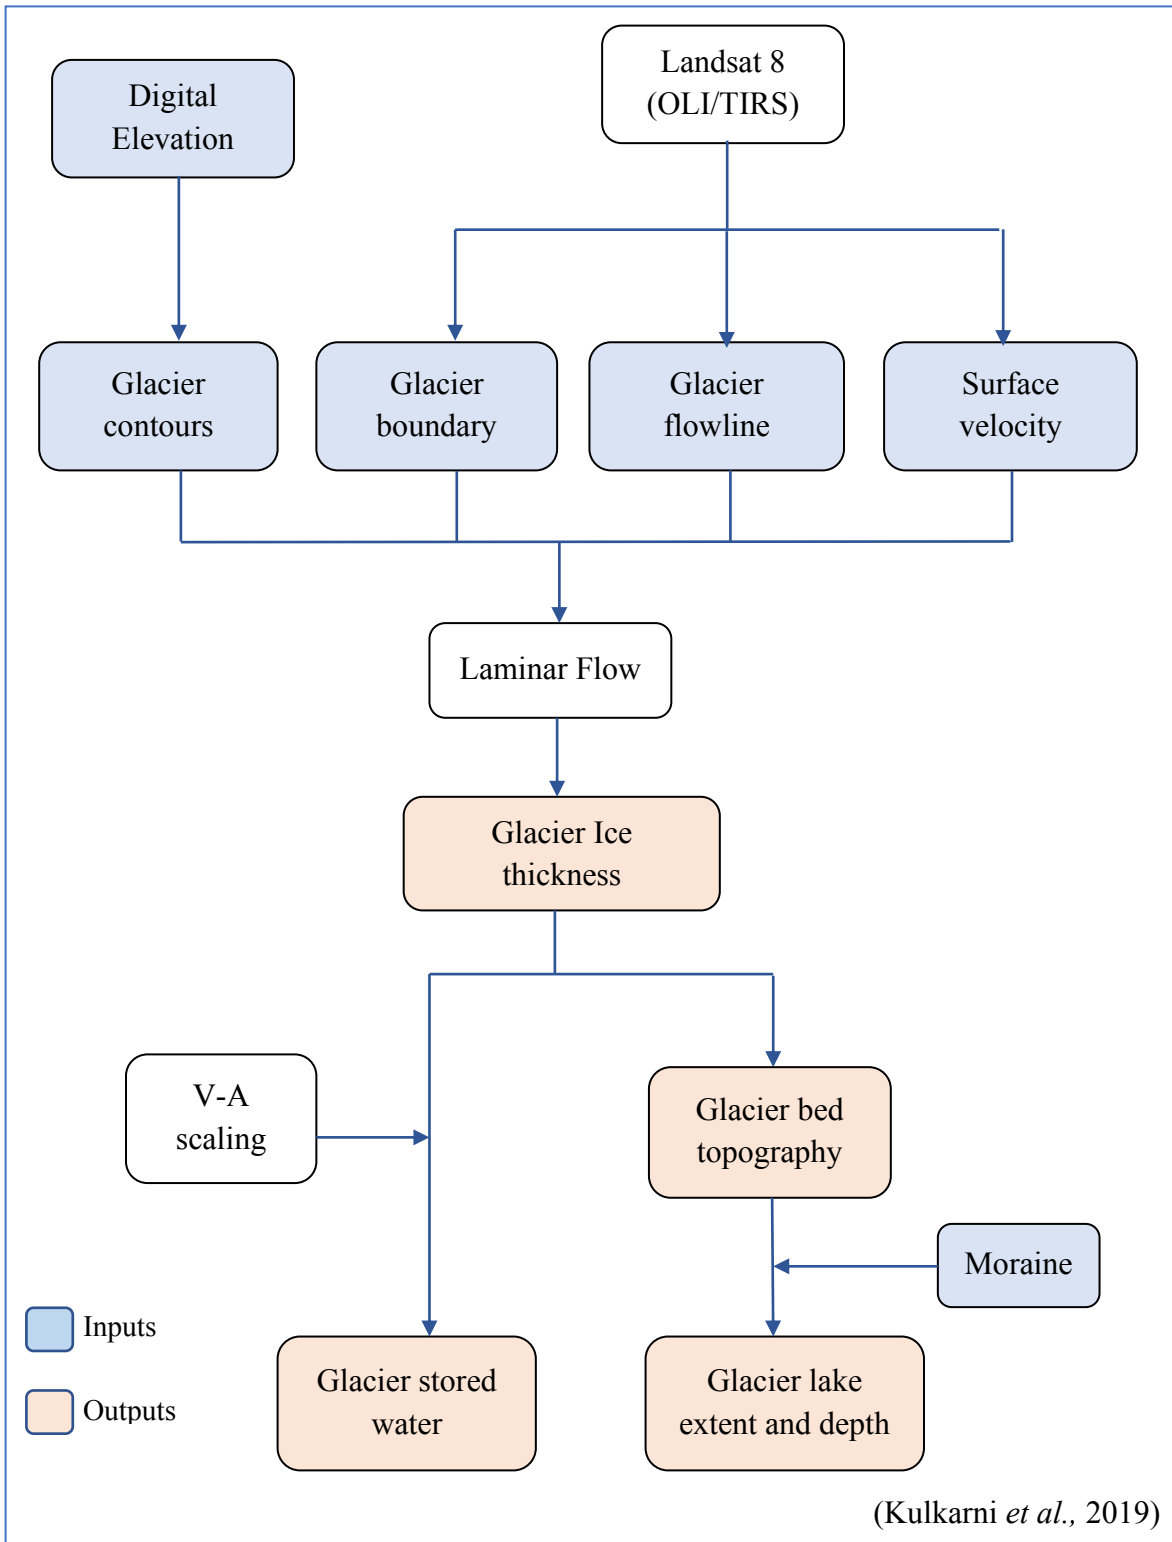 Digital
Elevation
Landsat 8
(OLI/TIRS)
Glacier
contours
Glacier
boundary
Glacier
flowline
Surface
velocity
Laminar Flow
Glacier Ice
thickness
V-A
scaling
Glacier bed
topography
Moraine
Inputs
Outputs
Glacier stored
water
Glacier lake
extent and depth
(Kulkarni et al., 2019)